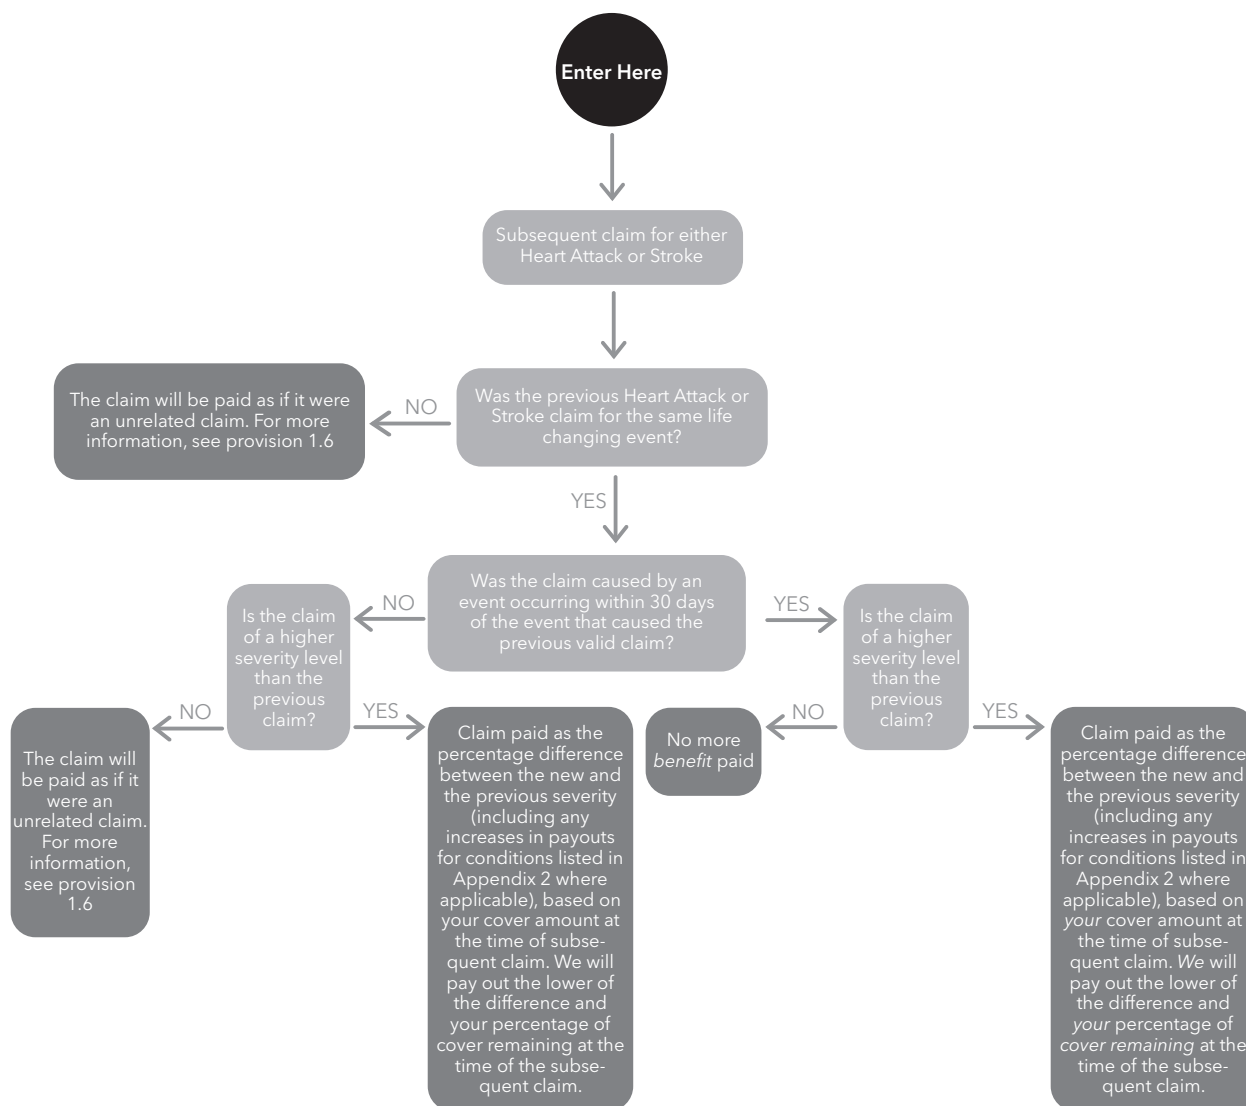 Enter Here
Subsequent claim for either
Heart Attack or Stroke
Was the previous Heart Attack or
Stroke claim for the same life
changing event?
NO
The claim will be paid as if it were
an unrelated claim. For more
information, see provision 1.6
YES
Was the claim caused by an
event occurring within 30 days
of the event that caused the
previous valid claim?
NO
Is the claim
of a higher
severity level
than the
previous
claim?
NO
The claim will
be paid as if it
were an
unrelated claim.
For more
information,
see provision
1.6
YES
Claim paid as the
percentage difference
between the new and
the previous severity
(including any
increases in payouts
for conditions listed in
Appendix 2 where
applicable), based on
your cover amount at
the time of subse-
quent claim. We will
pay out the lower of
the difference and
your percentage of
cover remaining at the
time of the subse-
quent claim.
YES
Is the claim
of a higher
severity level
than the
previous
claim?
NO
No more
benefit paid
YES
Claim paid as the
percentage difference
between the new and
the previous severity
(including any
increases in payouts
for conditions listed in
Appendix 2 where
applicable), based on
your cover amount at
the time of subse-
quent claim. We will
pay out the lower of
the difference and
your percentage of
cover remaining at the
time of the subse-
quent claim.